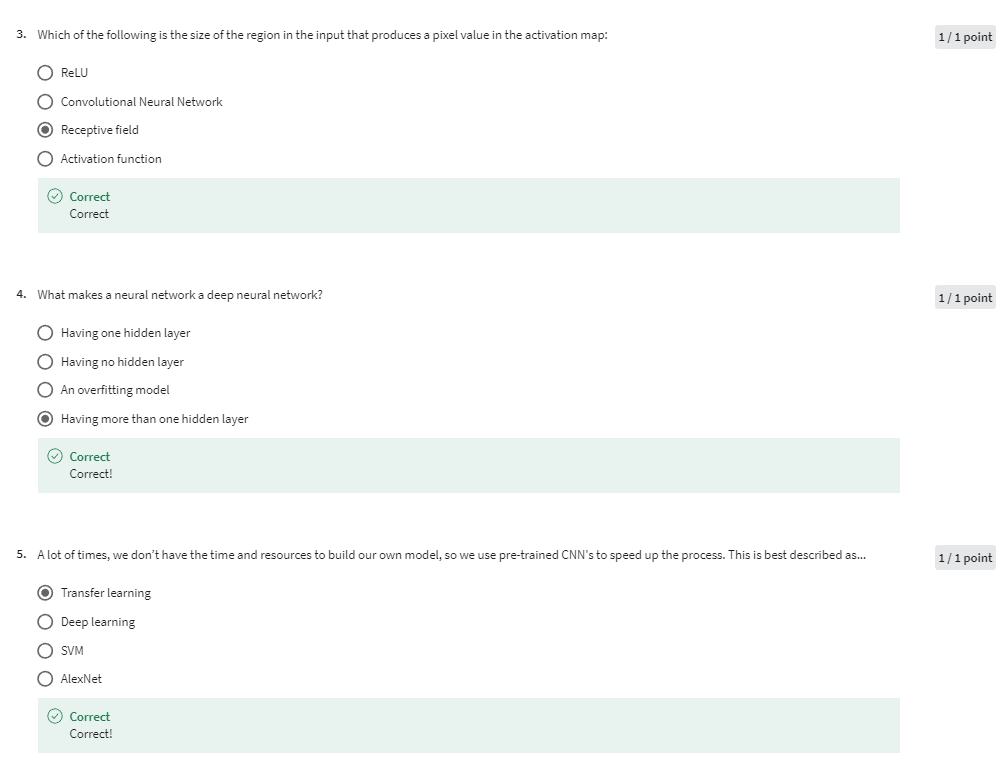 3. Which of the following is the size of the region in the input that produces a pixel value in the activation map:
1 / 1 point
ReLU
Convolutional Neural Network
Receptive field
Activation function
Correct
Correct
4. What makes a neural network a deep neural network?
1 / 1 point
Having one hidden layer
Having no hidden layer
An overfitting model
Having more than one hidden layer
Correct
Correct!
5. A lot of times, we don't have the time and resources to build our own model, so we use pre-trained CNN's to speed up the process. This is best described as...
1 / 1 point
Transfer learning
Deep learning
SVM
AlexNet
Correct
Correct!